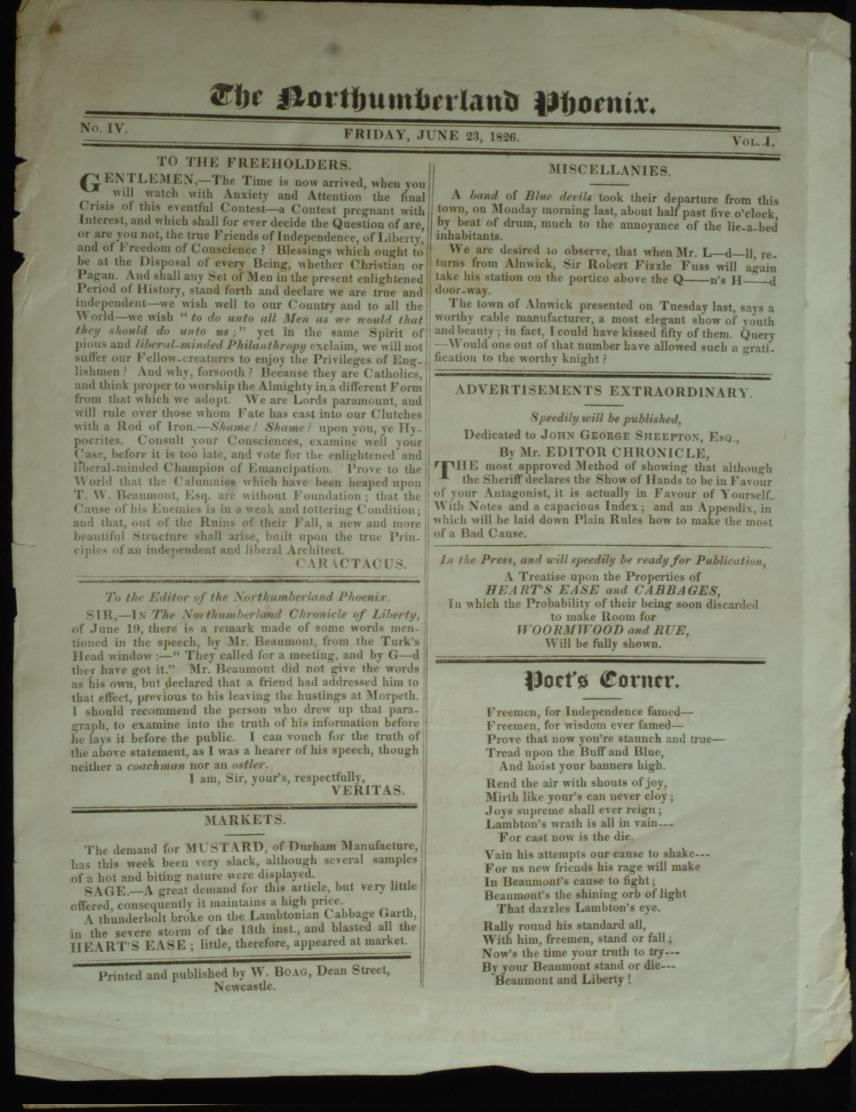 The Northumberland Phoenix.
No. IV.
FRIDAY, JUNE 23, 1826.
VOL. I.
TO THE FREEHOLDERS.
GENTLEMEN,—The Time is now arrived, when you
will watch with Anxiety and Attention the final
Crisis of this eventful Contest—a Contest pregnant with
Interest, and which shall for ever decide the Question of are,
or are you not, the true Friends of Independence, of Liberty,
and of Freedom of Conscience? Blessings which ought to
be at the Disposal of every Being, whether Christian or
Pagan. And shall any Set of Men in the present enlightened
Period of History, stand forth and declare we are true and
independent—we wish well to our Country and to all the
World—we wish "to do unto all Men as we would that
they should do unto us;" yet in the same Spirit of
pious and liberal-minded Philanthropy exclaim, we will not
suffer our Fellow-creatures to enjoy the Privileges of Eng-
lishmen? And why, forsooth? Because they are Catholics,
and think proper to worship the Almighty in a different Form
from that which we adopt. We are Lords paramount, and
will rule over those whom Fate has cast into our Clutches
with a Rod of Iron.—Shame! Shame! upon you, ye Hy-
pocrites. Consult your Consciences, examine well your
Case, before it is too late, and vote for the enlightened and
liberal-minded Champion of Emancipation. Prove to the
World that the Calumnies which have been heaped upon
T. W. Beaumont, Esq. are without Foundation; that the
Cause of his Enemies is in a weak and tottering Condition;
and that, out of the Ruins of their Fall, a new and more
beautiful Structure shall arise, built upon the true Prin-
ciples of an independent and liberal Architect.
CARACTACUS.
To the Editor of the Northumberland Phoenix.
SIR,—IN The Northumberland Chronicle of Liberty,
of June 19, there is a remark made of some words men-
tioned in the speech, by Mr. Beaumont, from the Turk's
Head window:—"They called for a meeting, and by G—d
they have got it." Mr. Beaumont did not give the words
as his own, but declared that a friend had addressed him to
that effect, previous to his leaving the hustings at Morpeth.
I should recommend the person who drew up that para-
graph, to examine into the truth of his information before
he lays it before the public. I can vouch for the truth of
the above statement, as I was a hearer of his speech, though
neither a coachman nor an ostler.
I am, Sir, your's, respectfully,
VERITAS.
MARKETS.
The demand for MUSTARD, of Durham Manufacture,
has this week been very slack, although several samples
of a hot and biting nature were displayed.
SAGE.—A great demand for this article, but very little
offered, consequently it maintains a high price.
A thunderbolt broke on the Lambtonian Cabbage Garth,
in the severe storm of the 13th inst., and blasted all the
HEART'S EASE; little, therefore, appeared at market.
Printed and published by W. BOAG, Dean Street,
Newcastle.
MISCELLANIES.
A band of Blue devils took their departure from this
town, on Monday morning last, about half past five o'clock,
by beat of drum, much to the annoyance of the lie-a-bed
inhabitants.
We are desired to observe, that when Mr. L—d—ll, re-
turns from Alnwick, Sir Robert Fizzle Fuss will again
take his station on the portico above the Q——n's H——d
door-way.
The town of Alnwick presented on Tuesday last, says a
worthy cable manufacturer, a most elegant show of youth
and beauty; in fact, I could have kissed fifty of them. Query
—Would one out of that number have allowed such a grati-
fication to the worthy knight?
ADVERTISEMENTS EXTRAORDINARY.
Speedily will be published,
Dedicated to JOHN GEORGE SHEEPTON, ESQ.,
By Mr. EDITOR CHRONICLE,
THE most approved Method of showing that although
the Sheriff declares the Show of Hands to be in Favour
of your Antagonist, it is actually in Favour of Yourself.
With Notes and a capacious Index; and an Appendix, in
which will be laid down Plain Rules how to make the most
of a Bad Cause.
In the Press, and will speedily be ready for Publication,
A Treatise upon the Properties of
HEART'S EASE and CABBAGES,
In which the Probability of their being soon discarded
to make Room for
WOORMWOOD and RUE,
Will be fully shown.
Poet's Corner.
Freemen, for Independence famed—
Freemen, for wisdom ever famed—
Prove that now you're staunch and true—
Tread upon the Buff and Blue,
And hoist your banners high.
Rend the air with shouts of joy,
Mirth like your's can never cloy;
Joys supreme shall ever reign;
Lambton's wrath is all in vain---
For cast now is the die.
Vain his attempts our cause to shake---
For us new friends his rage will make
In Beaumont's cause to fight;
Beaumont's the shining orb of light
That dazzles Lambton's eye.
Rally round his standard all,
With him, freemen, stand or fall;
Now's the time your truth to try---
By your Beaumont stand or die---
Beaumont and Liberty!